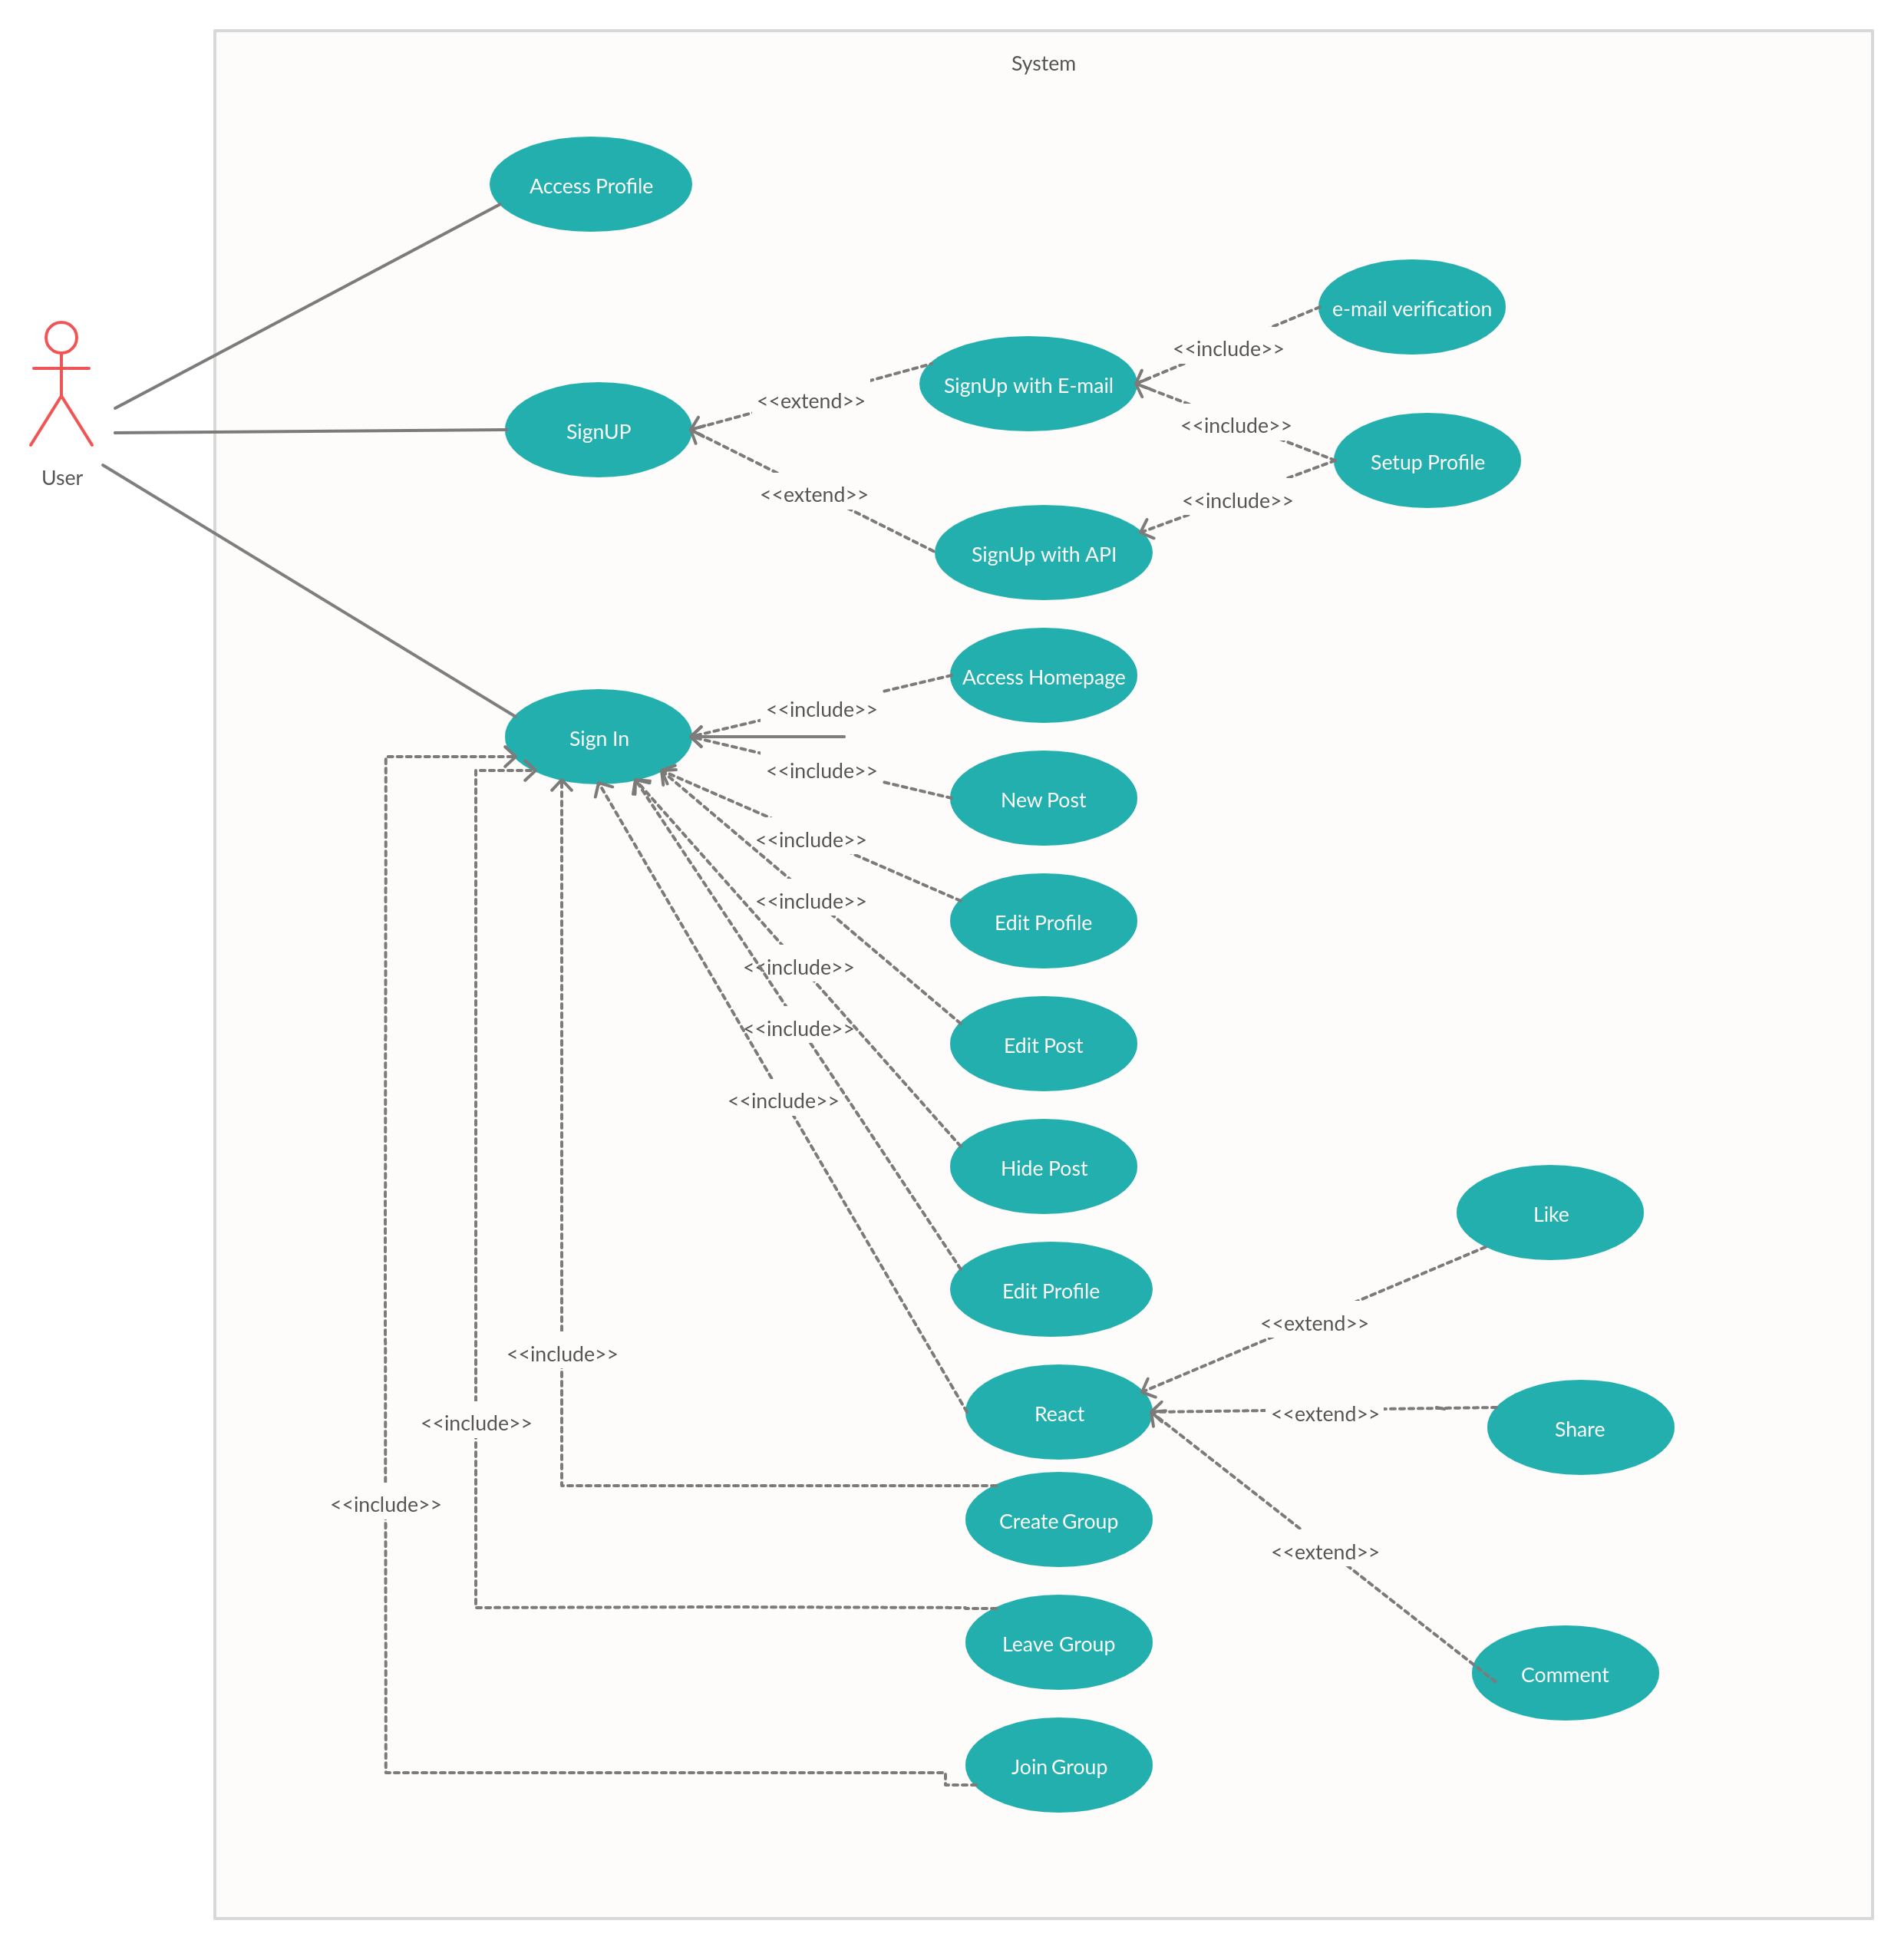 System
Access Profile
e-mail verification
<<include>>
SignUp with E-mail
<<extend>>
<<include>>
SignUP
Setup Profile
User
<<extend>>
<<include>>
SignUp with API
Access Homepage
<<include>>
Sign In
<<include>>
New Post
<<include>>
Edit Profile
<<include>>
<<include>>
Edit Post
<<include>>
<<include>>
Hide Post
Like
Edit Profile
<<extend>>
<<include>>
React
<<extend>>
<<include>>
Share
<<include>>
Create Group
<<extend>>
Leave Group
Comment
Join Group